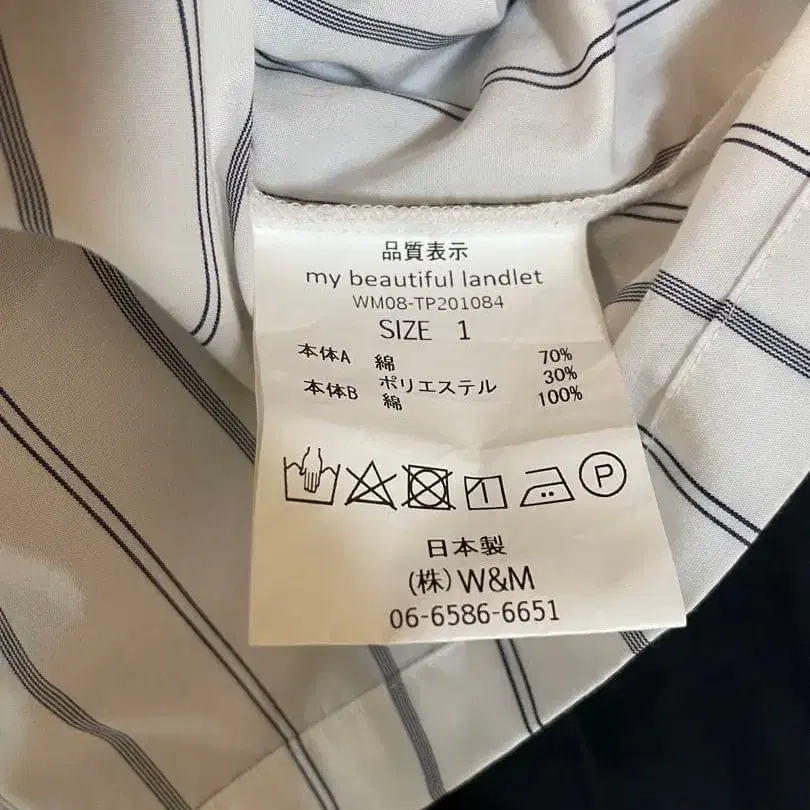 品質表示
my beautiful landlet
WM08-TP201084
SIZE 1
本体A 綿 70%
ポリエステル 30%
本体B 綿 100%
P
日本製
(株)W&M
06-6586-6651